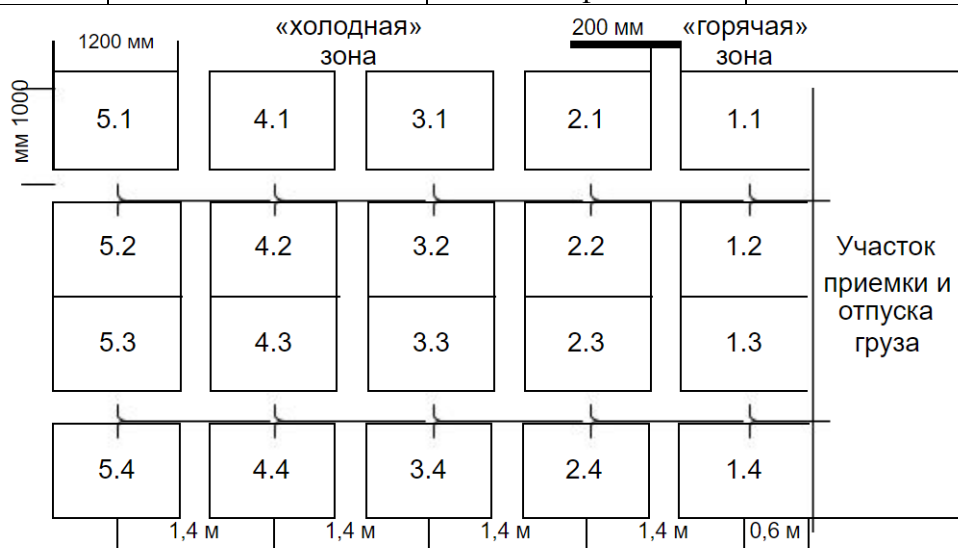 1200 мм
«холодная»
зона
200 мм
«горячая»
зона
мм 1000
5.1 4.1 3.1 2.1 1.1
5.2 4.2 3.2 2.2 1.2
5.3 4.3 3.3 2.3 1.3
Участок
приемки и
отпуска
груза
5.4 4.4 3.4 2.4 1.4
1,4 м 1,4 м 1,4 м 1,4 м 0,6 м